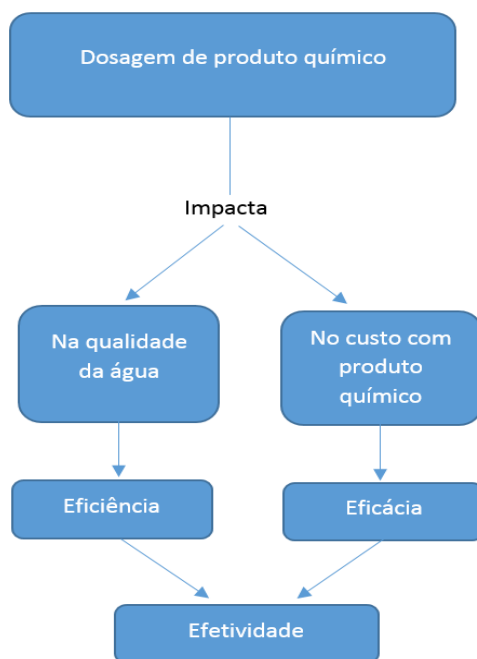 Dosagem de produto químico
Impacta
Na qualidade
da água
No custo com
produto
químico
Eficiência
Eficácia
Efetividade